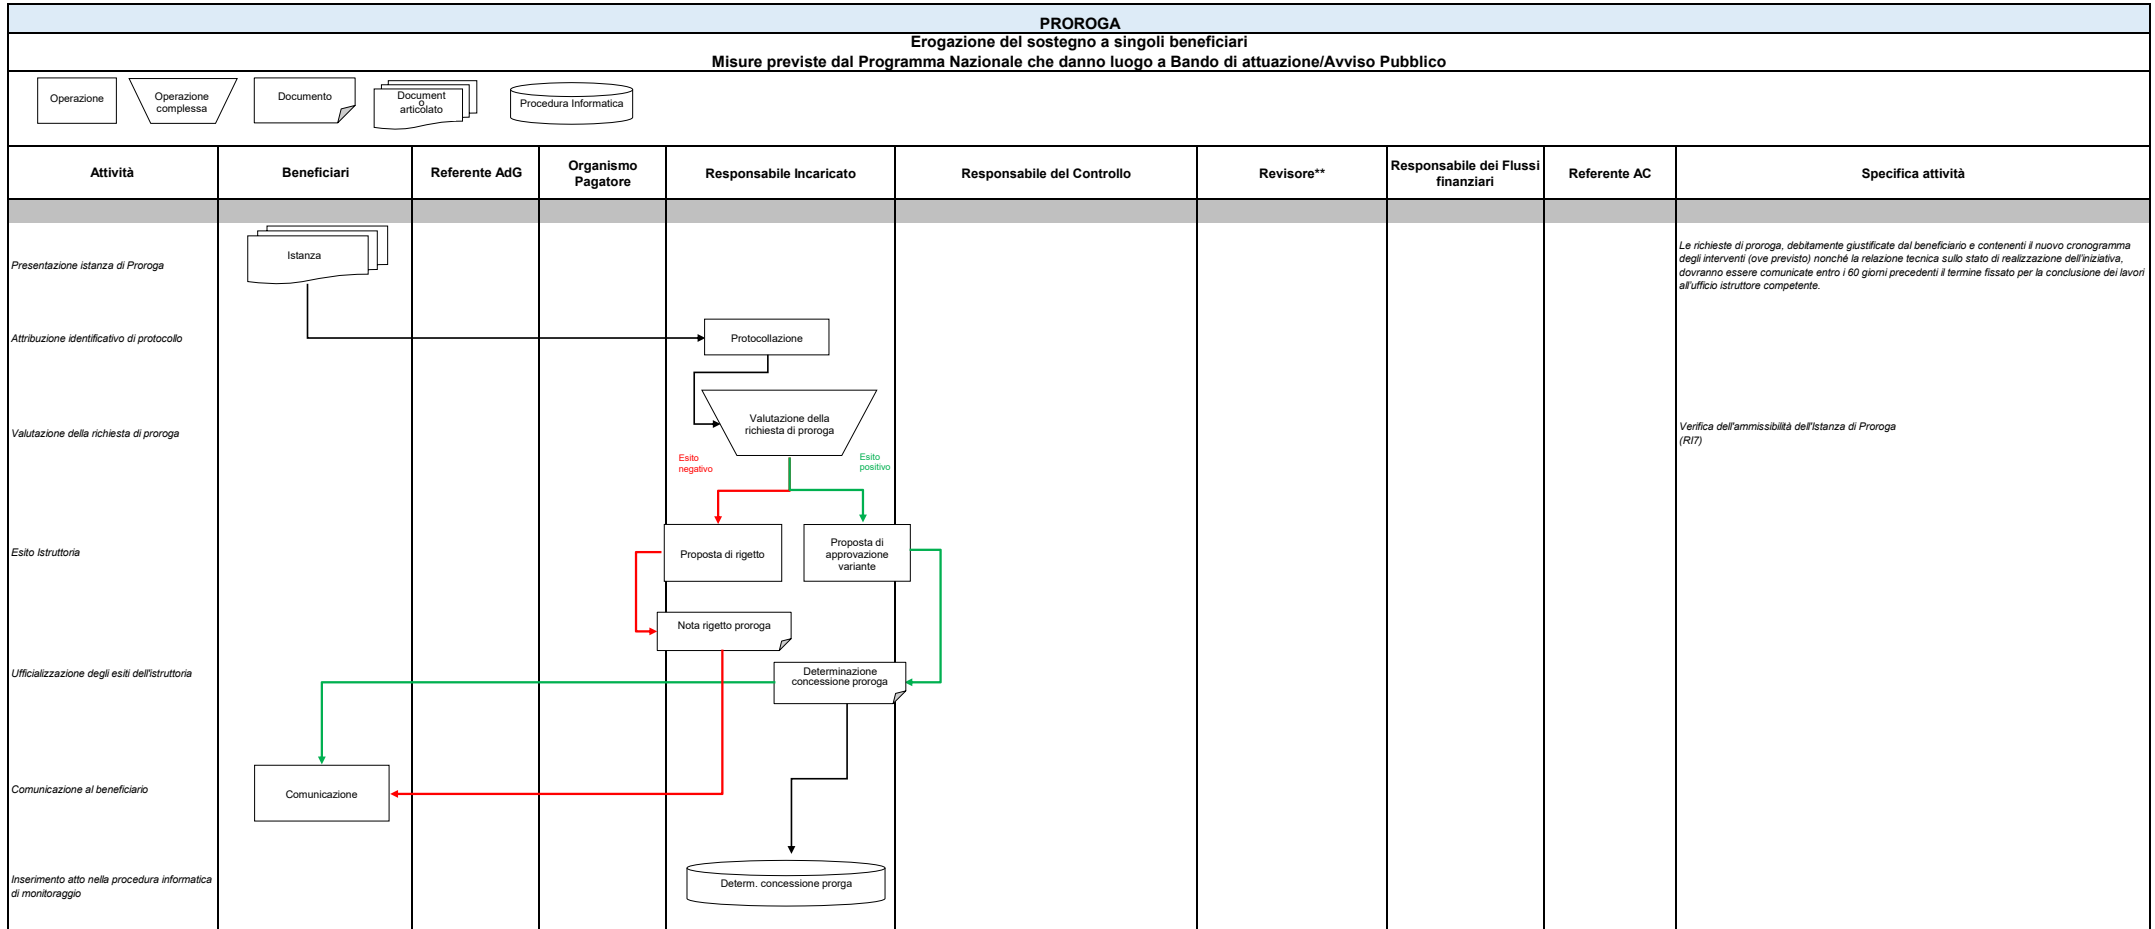 PROROGA
Erogazione del sostegno a singoli beneficiari
Misure previste dal Programma Nazionale che danno luogo a Bando di attuazione/Avviso Pubblico
Operazione
Operazione
complessa
Documento
Document
o
articolato
Procedura Informatica
Attività
Beneficiari
Referente AdG
Organismo
Pagatore
Responsabile Incaricato
Responsabile del Controllo
Revisore**
Responsabile dei Flussi
finanziari
Referente AC
Specifica attività
Presentazione istanza di Proroga
Istanza
Le richieste di proroga, debitamente giustificate dal beneficiario e contenenti il nuovo cronogramma
degli interventi (ove previsto) nonché la relazione tecnica sullo stato di realizzazione dell'iniziativa,
dovranno essere comunicate entro i 60 giorni precedenti il termine fissato per la conclusione dei lavori
all'ufficio istruttore competente.
Attribuzione identificativo di protocollo
Protocollazione
Valutazione della richiesta di proroga
Valutazione della
richiesta di proroga
Verifica dell'ammissibilità dell'Istanza di Proroga
(RI7)
Esito
negativo
Esito
positivo
Esito Istruttoria
Proposta di rigetto
Proposta di
approvazione
variante
Nota rigetto proroga
Ufficializzazione degli esiti dell'istruttoria
Determinazione
concessione proroga
Comunicazione al beneficiario
Comunicazione
Inserimento atto nella procedura informatica
di monitoraggio
Determ. concessione prorga